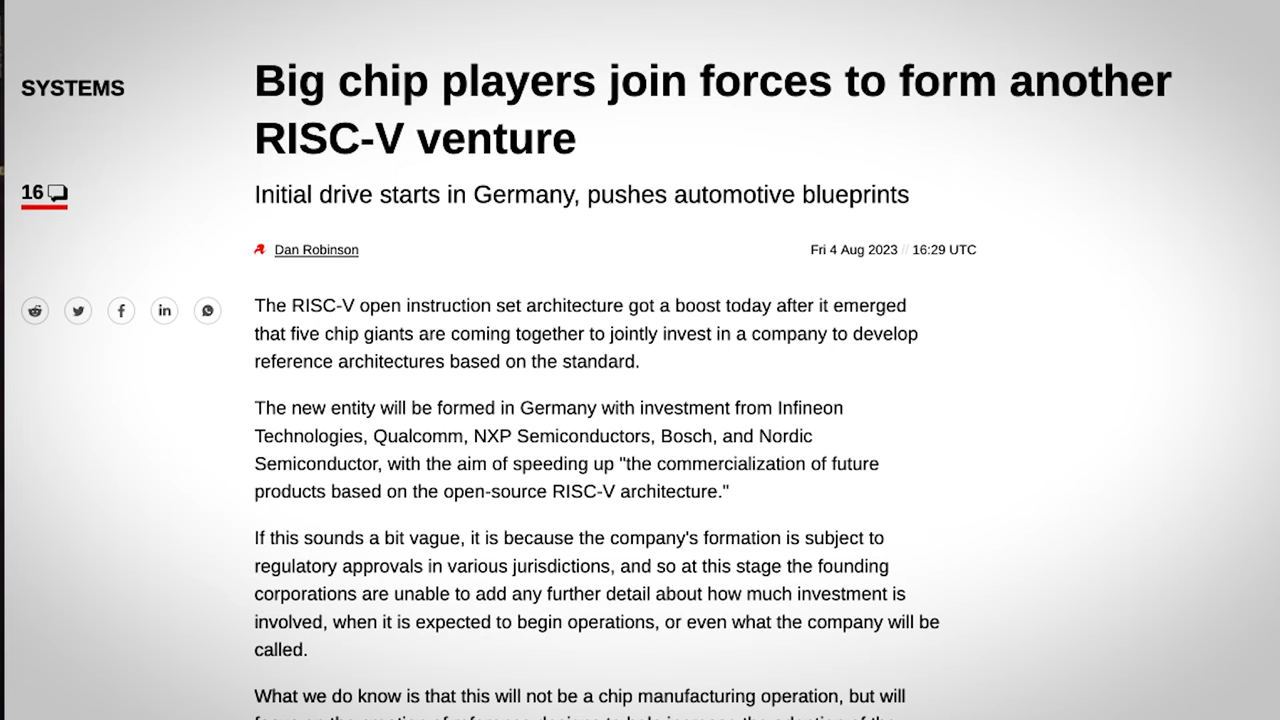 SYSTEMS
Big chip players join forces to form another
RISC-V venture
16
Initial drive starts in Germany, pushes automotive blueprints
Dan Robinson
Fri 4 Aug 2023 // 16:29 UTC
The RISC-V open instruction set architecture got a boost today after it emerged
that five chip giants are coming together to jointly invest in a company to develop
reference architectures based on the standard.
The new entity will be formed in Germany with investment from Infineon
Technologies, Qualcomm, NXP Semiconductors, Bosch, and Nordic
Semiconductor, with the aim of speeding up "the commercialization of future
products based on the open-source RISC-V architecture."
If this sounds a bit vague, it is because the company's formation is subject to
regulatory approvals in various jurisdictions, and so at this stage the founding
corporations are unable to add any further detail about how much investment is
involved, when it is expected to begin operations, or even what the company will be
called.
What we do know is that this will not be a chip manufacturing operation, but will